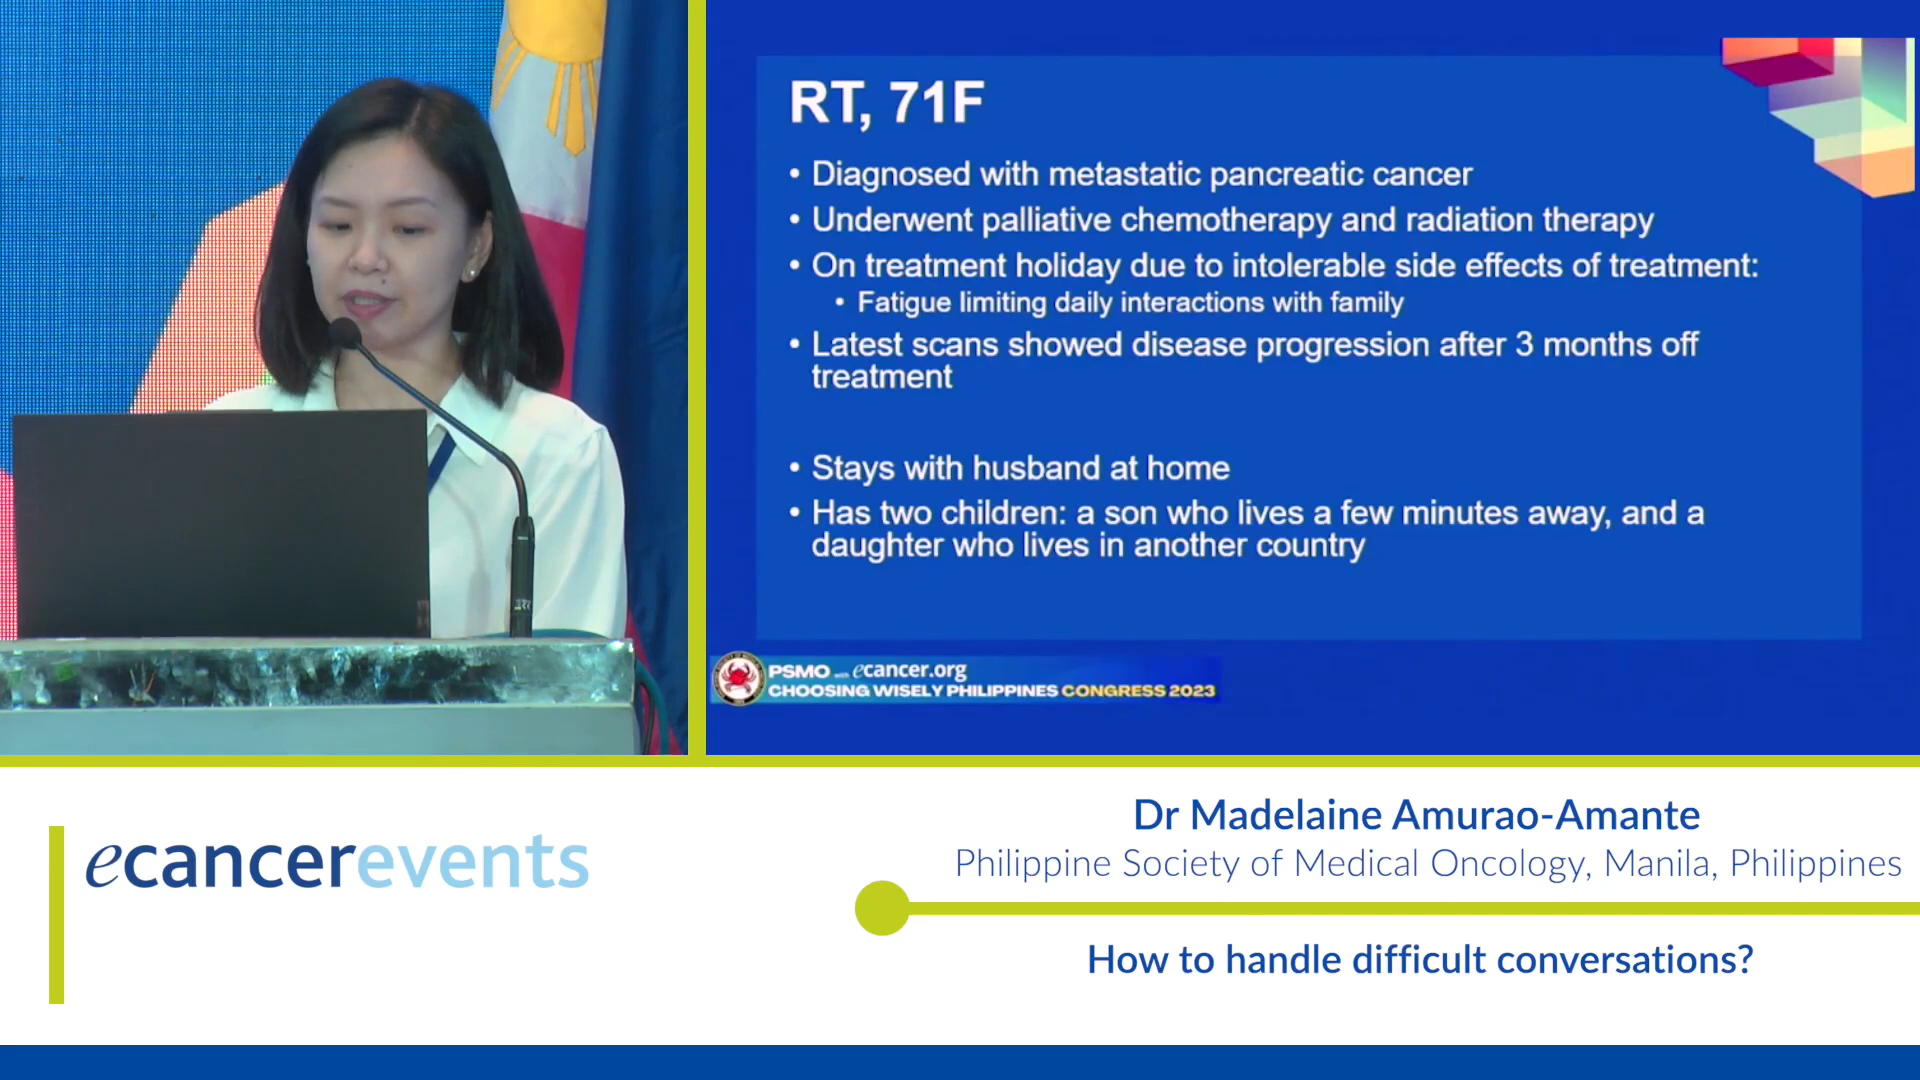 RT, 71F
• Diagnosed with metastatic pancreatic cancer
• Underwent palliative chemotherapy and radiation therapy
• On treatment holiday due to intolerable side effects of treatment:
• Fatigue limiting daily interactions with family
• Latest scans showed disease progression after 3 months off
treatment
• Stays with husband at home
• Has two children: a son who lives a few minutes away, and a
daughter who lives in another country
PSMO with ecancer.org
CHOOSING WISELY PHILIPPINES CONGRESS 2023
ecancerevents
Dr Madelaine Amurao-Amante
Philippine Society of Medical Oncology, Manila, Philippines
How to handle difficult conversations?